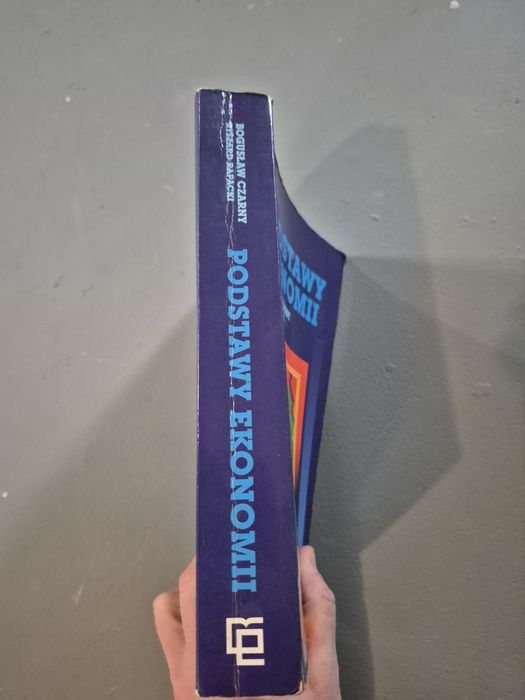 BOGUSŁAW CZARNY
RYSZARD RAPACKI
PODSTAWY EKONOMII